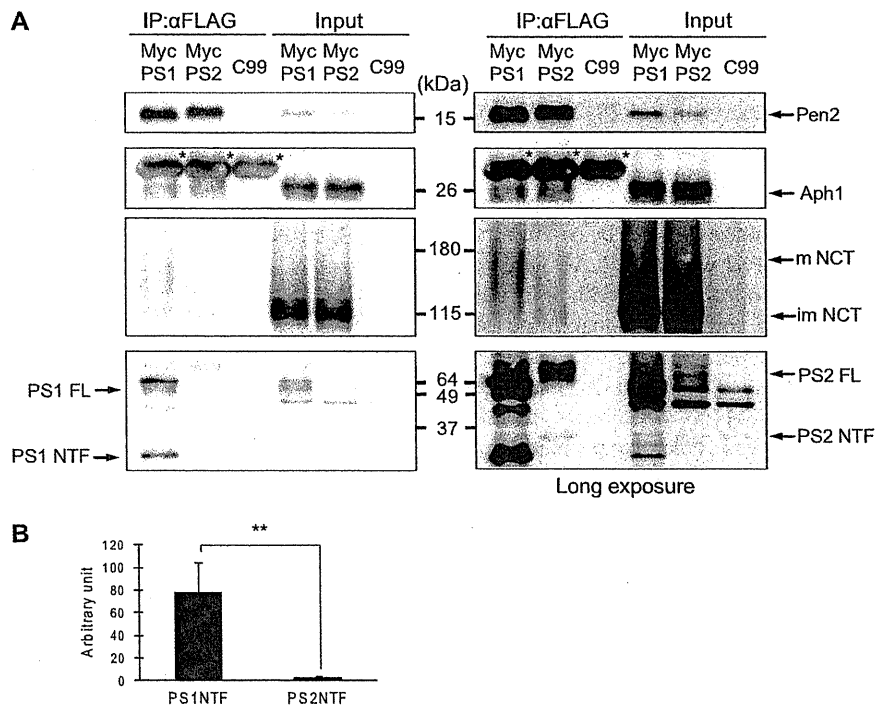 A
IP:αFLAG Input IP:αFLAG Input
Myc PS1 Myc PS2 C99 Myc PS1 Myc PS2 C99 (kDa) Myc PS1 Myc PS2 C99 Myc PS1 Myc PS2 C99
15 Pen2
* * * * * *
26 Aph1
180 m NCT
115 im NCT
PS1 FL 64 PS2 FL
49
37 PS2 NTF
PS1 NTF
Long exposure
B
**
Arbitrary unit
120
100
80
60
40
20
0
PS1NTF PS2NTF